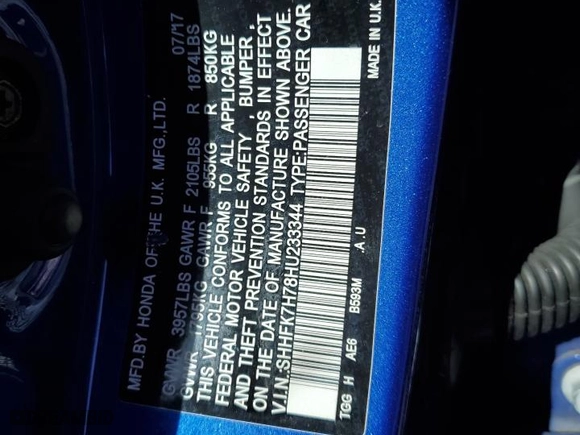 MFD.BY HONDA OF THE U.K. MFG.,LTD. 07/17
GVWR 3957LBS GAWR F 2105LBS R 1874LBS
GVWR 1795KG GAWR F 955KG R 850KG
THIS VEHICLE CONFORMS TO ALL APPLICABLE
FEDERAL MOTOR VEHICLE SAFETY , BUMPER ,
AND THEFT PREVENTION STANDARDS IN EFFECT
ON THE DATE OF MANUFACTURE SHOWN ABOVE.
V.I.N.:SHHFK7H78HU233344 TYPE:PASSENGER CAR
TGG H AE6 B593M .A.U MADE IN U.K.